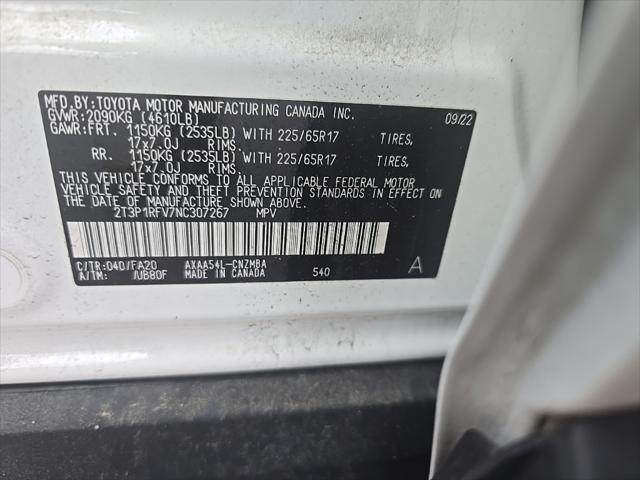 MFD.BY:TOYOTA MOTOR MANUFACTURING CANADA INC. 09/22
GVWR:2090KG (4610LB)
GAWR:FRT. 1150KG (2535LB) WITH 225/65R17 TIRES,
17x7.0J RIMS.
RR. 1150KG (2535LB) WITH 225/65R17 TIRES,
17x7.0J RIMS.
THIS VEHICLE CONFORMS TO ALL APPLICABLE FEDERAL MOTOR
VEHICLE SAFETY AND THEFT PREVENTION STANDARDS IN EFFECT ON
THE DATE OF MANUFACTURE SHOWN ABOVE.
2T3P1RFV7NC307267 MPV
C/TR:040/FA20 AXAA54L-CNZMBA
A/TM: /UB80F MADE IN CANADA 540 A